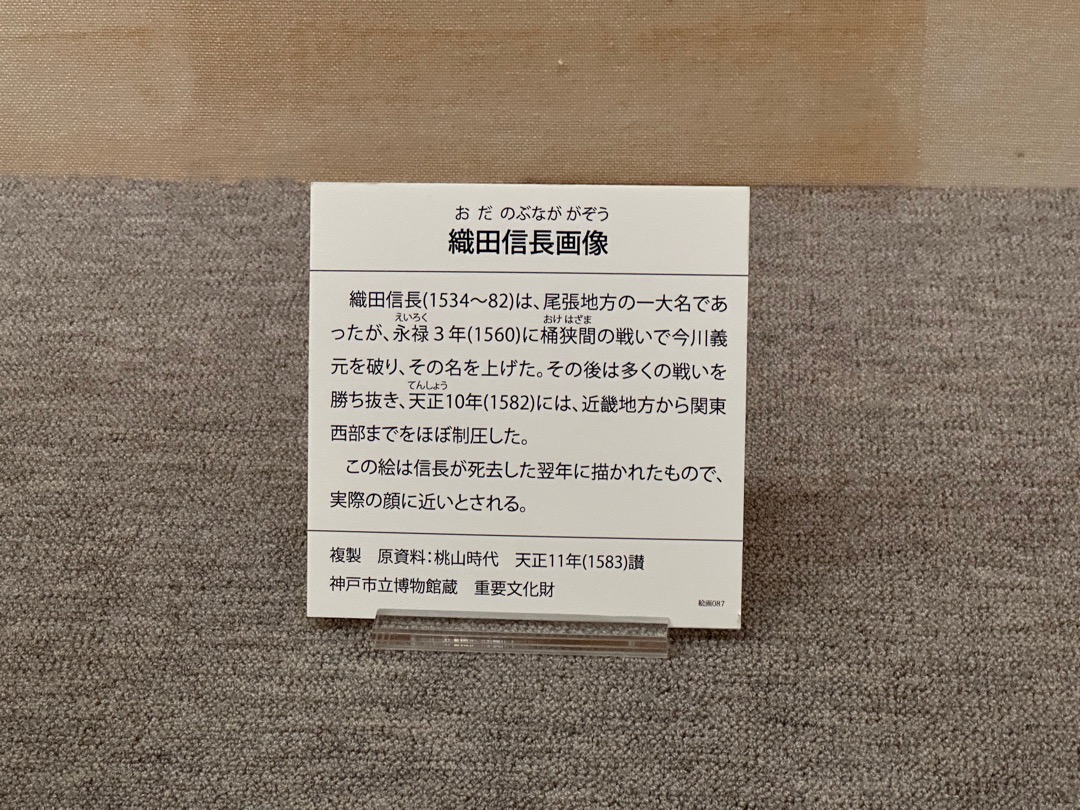 おだ のぶなが がぞう
織田信長画像
織田信長(1534〜82)は、尾張地方の一大名であ
えいろく おけはざま
ったが、永禄3年(1560)に桶狭間の戦いで今川義
元を破り、その名を上げた。その後は多くの戦いを
てんしょう
勝ち抜き、天正10年(1582)には、近畿地方から関東
西部までをほぼ制圧した。
この絵は信長が死去した翌年に描かれたもので、
実際の顔に近いとされる。
複製 原資料:桃山時代 天正11年(1583)讃
神戸市立博物館蔵 重要文化財
絵画087